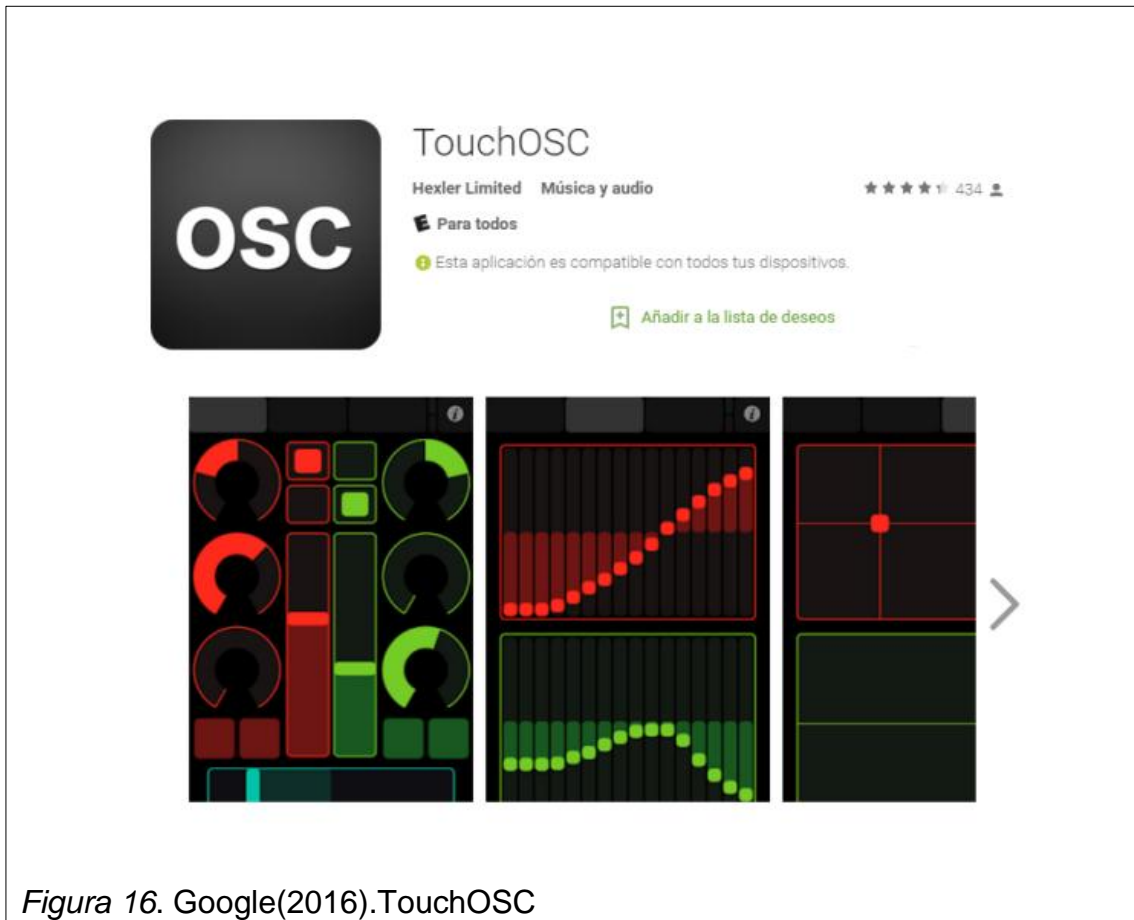 OSC
TouchOSC
Hexler Limited Música y audio 434
E Para todos
Esta aplicación es compatible con todos tus dispositivos.
Añadir a la lista de deseos
i i
Figura 16. Google(2016).TouchOSC